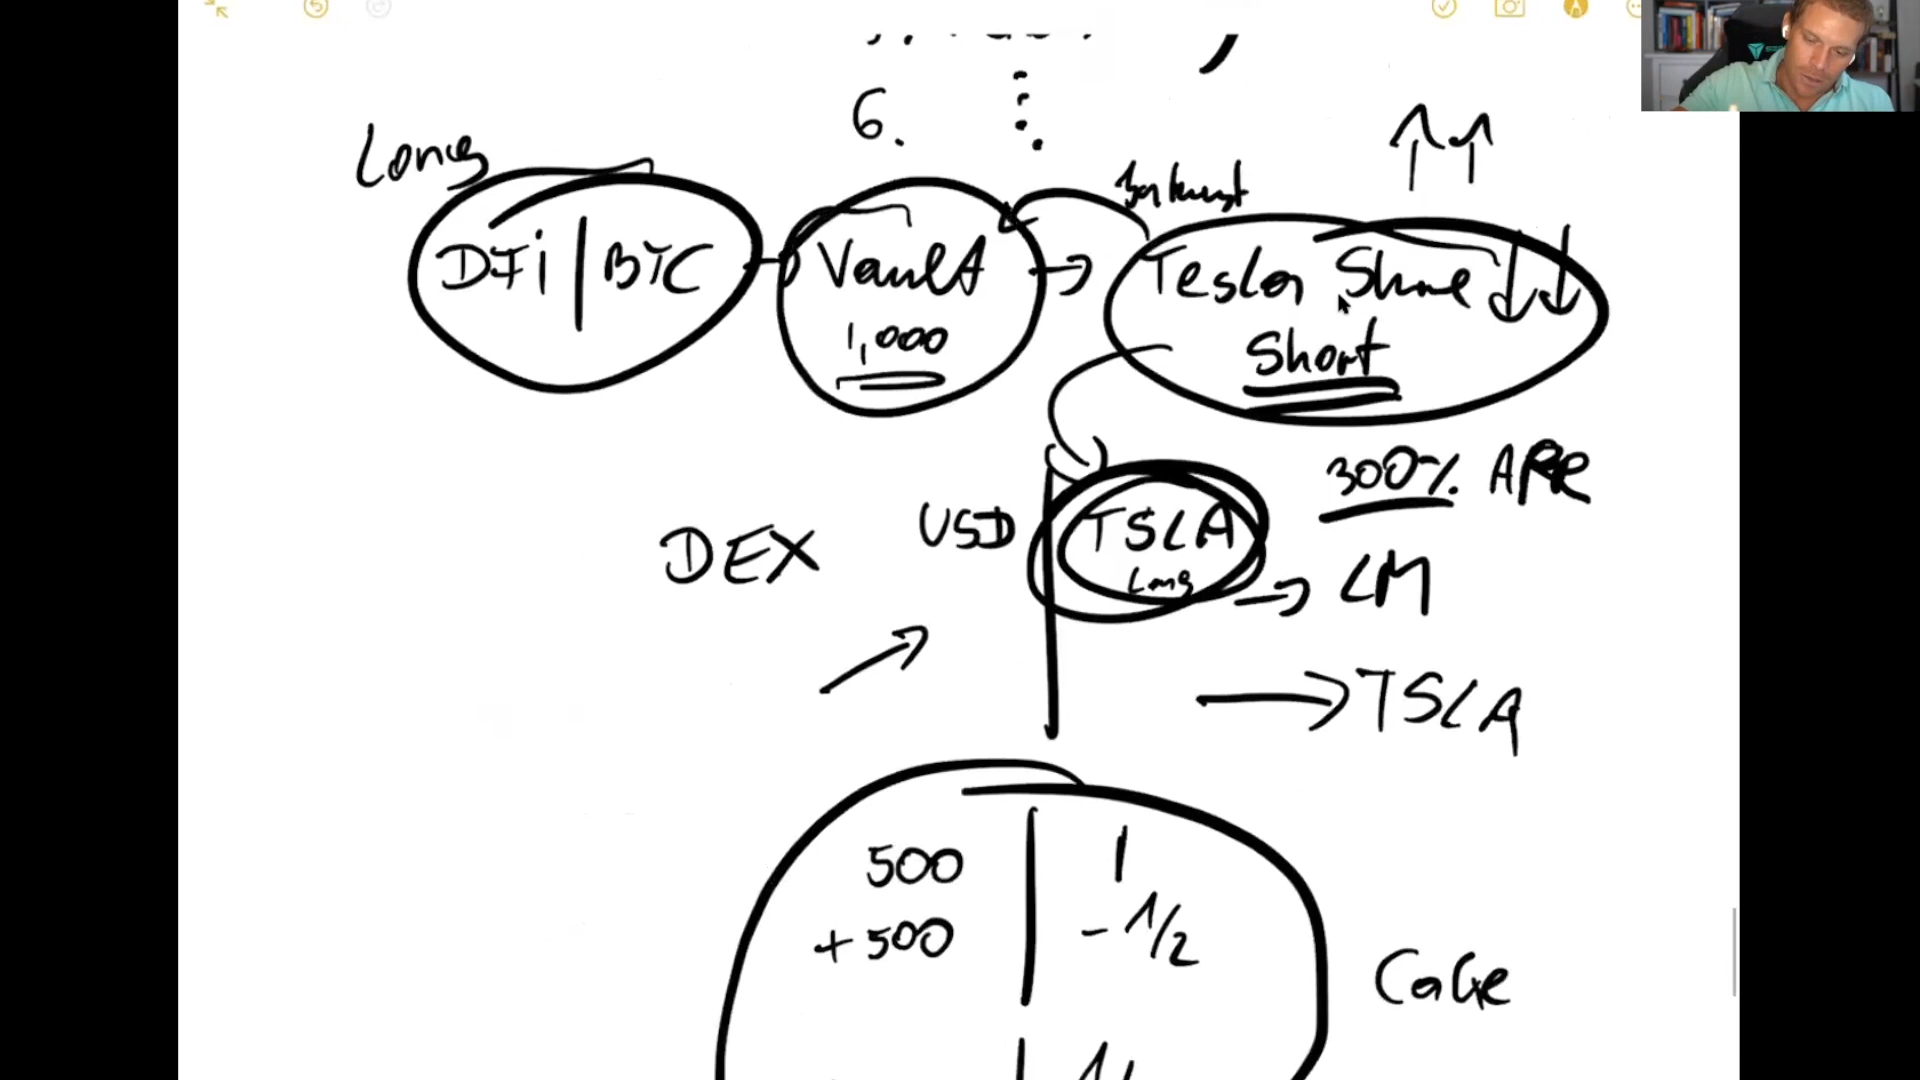 6.
Long
DFi | BTC
Vault
1,000
Tesla Share
Short
300% APR
DEX
USD
TSLA
Long
LM
TSLA
500 | 1
+ 500 | - 1/2
CaKe